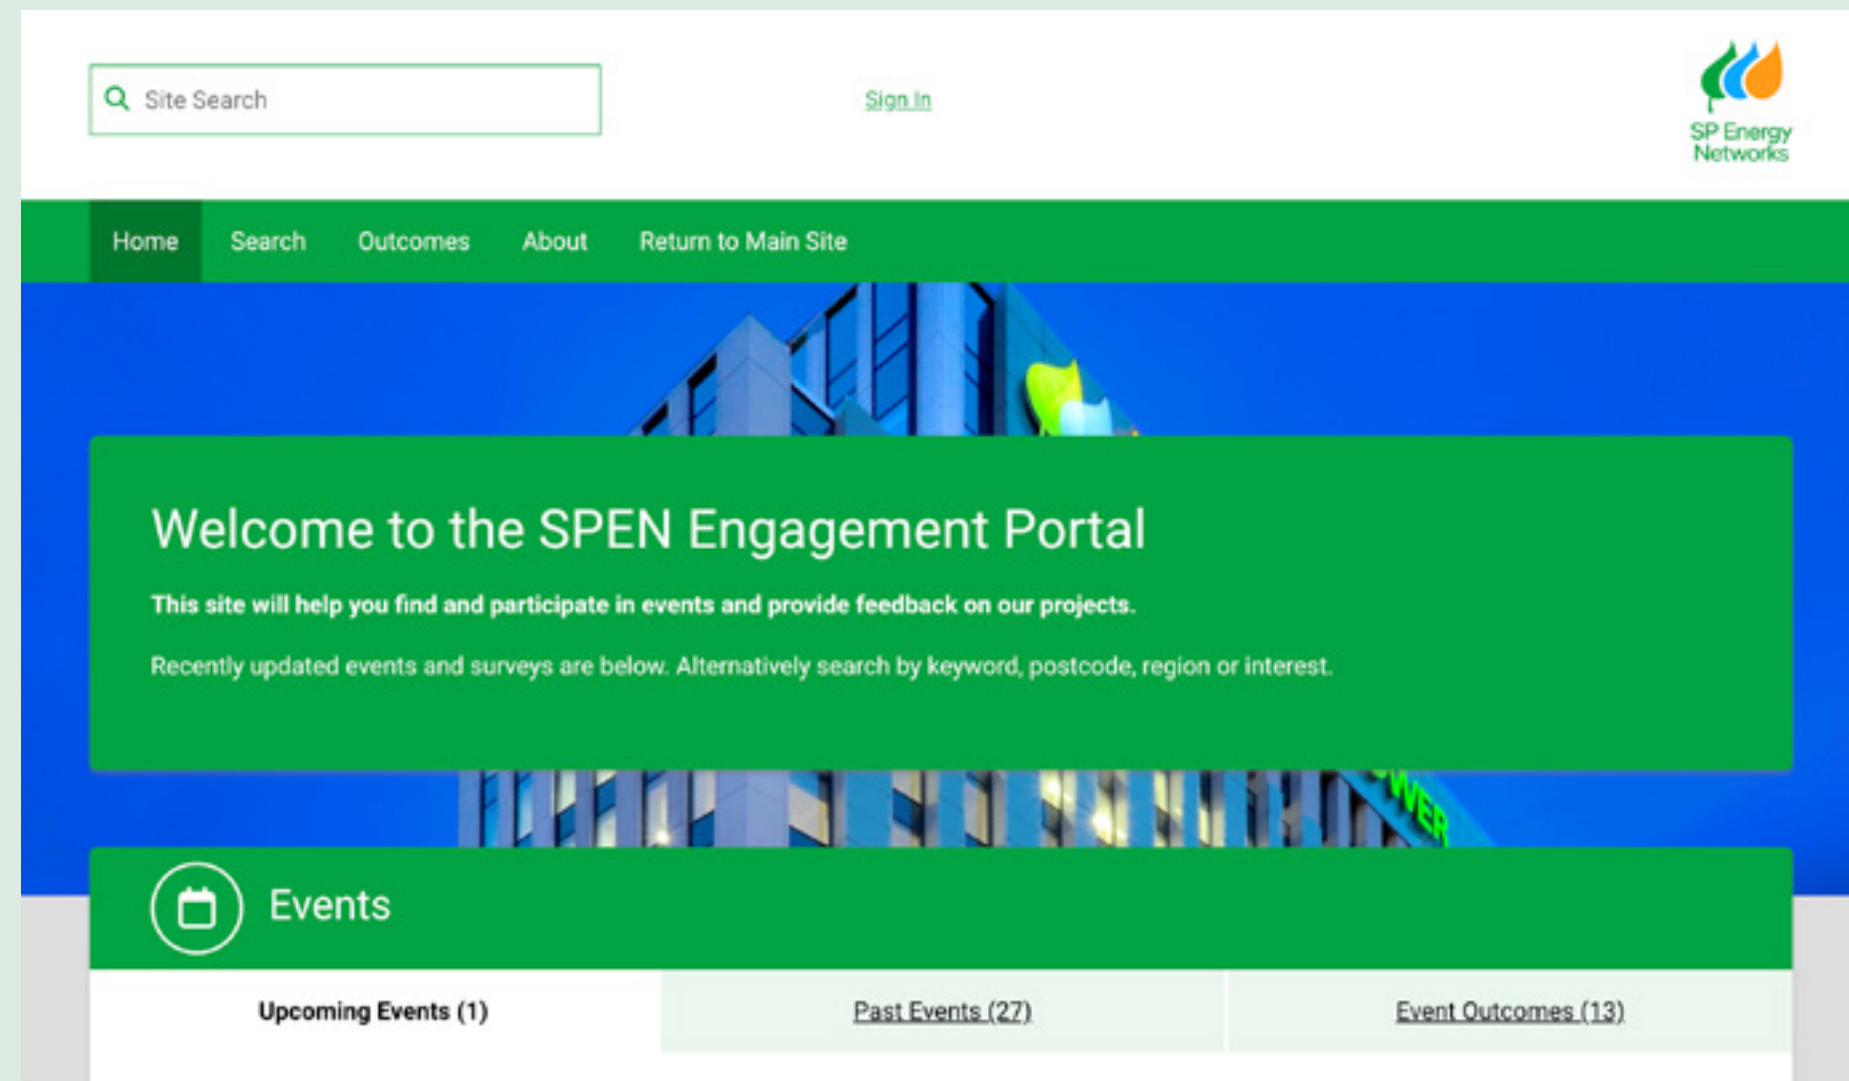 Site Search
Sign In
SP Energy
Networks
Home Search Outcomes About Return to Main Site
Welcome to the SPEN Engagement Portal
This site will help you find and participate in events and provide feedback on our projects.
Recently updated events and surveys are below. Alternatively search by keyword, postcode, region or interest.
Events
Upcoming Events (1) Past Events (27) Event Outcomes (13)